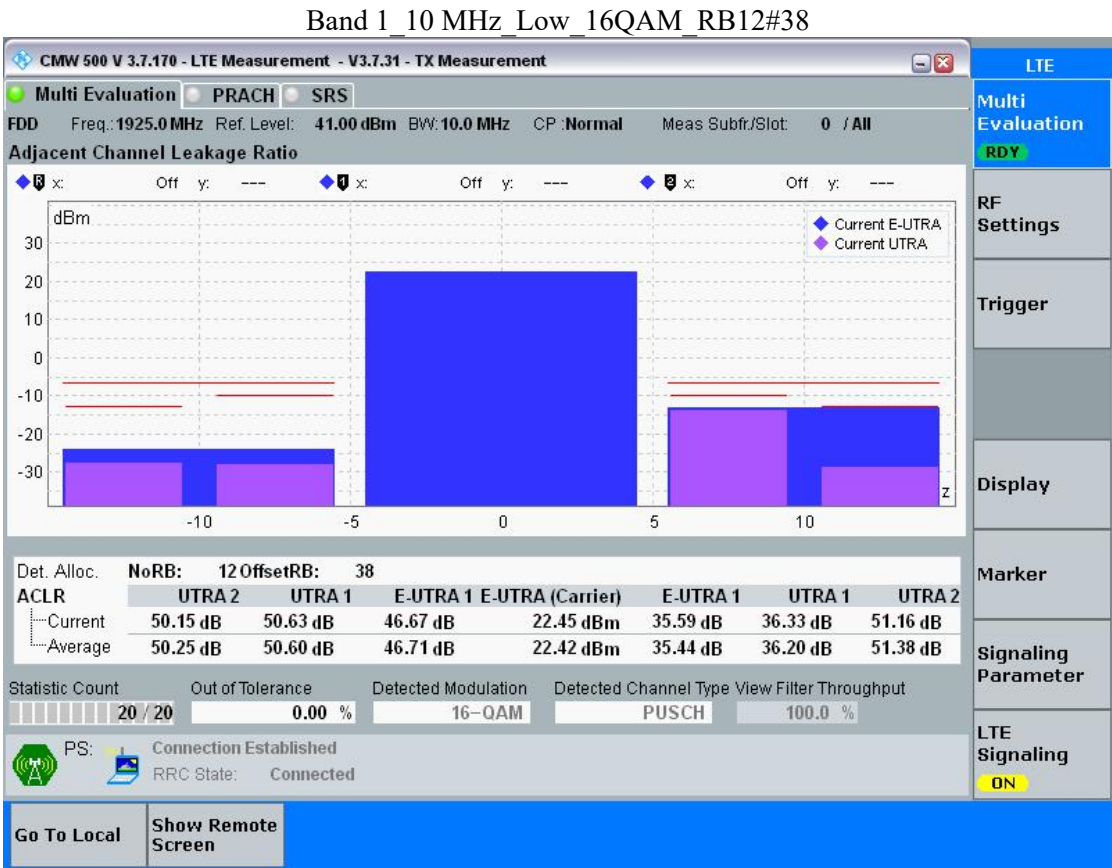 Band 1_10 MHz_Low_16QAM_RB12#38
CMW 500 V 3.7.170 - LTE Measurement - V3.7.31 - TX Measurement
LTE
Multi Evaluation PRACH SRS
Multi Evaluation
RDY
FDD Freq.: 1925.0 MHz Ref. Level: 41.00 dBm BW: 10.0 MHz CP : Normal Meas Subfr./Slot: 0 / All
Adjacent Channel Leakage Ratio
R x: Off y: --- 1 x: Off y: --- 2 x: Off y: ---
dBm
Current E-UTRA
Current UTRA
30
20
10
0
-10
-20
-30
z
-10 -5 0 5 10
RF Settings
Trigger
Display
Marker
Signaling Parameter
LTE Signaling
ON
Det. Alloc. NoRB: 12 OffsetRB: 38
ACLR UTRA 2 UTRA 1 E-UTRA 1 E-UTRA (Carrier) E-UTRA 1 UTRA 1 UTRA 2
Current 50.15 dB 50.63 dB 46.67 dB 22.45 dBm 35.59 dB 36.33 dB 51.16 dB
Average 50.25 dB 50.60 dB 46.71 dB 22.42 dBm 35.44 dB 36.20 dB 51.38 dB
Statistic Count Out of Tolerance Detected Modulation Detected Channel Type View Filter Throughput
20 / 20 0.00 % 16-QAM PUSCH 100.0 %
PS: Connection Established
RRC State: Connected
Go To Local
Show Remote Screen